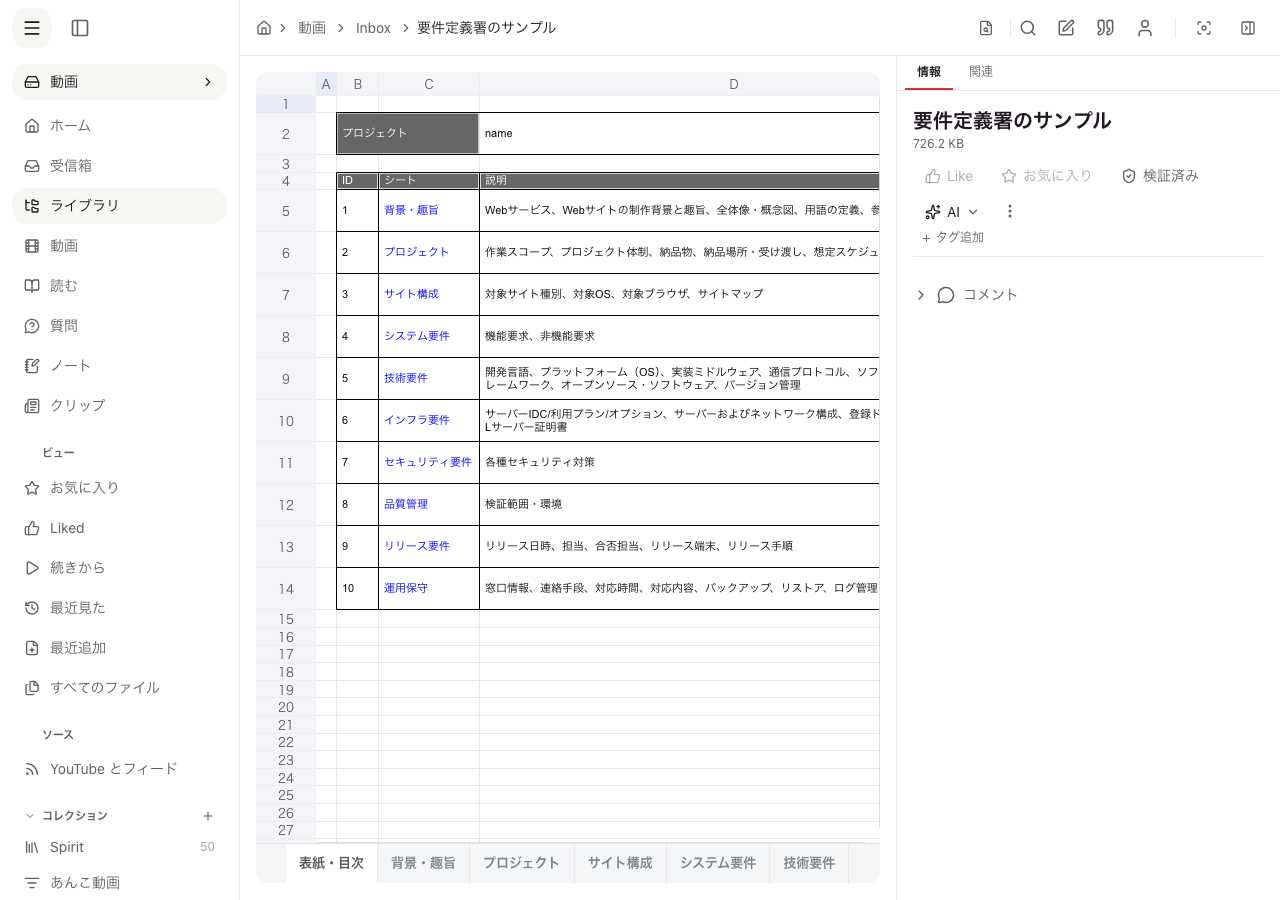 動画
ホーム
受信箱
ライブラリ
動画
読む
質問
ノート
クリップ
ビュー
お気に入り
Liked
続きから
最近見た
最近追加
すべてのファイル
ソース
YouTube とフィード
コレクション
Spirit 50
あんこ動画
動画 Inbox 要件定義署のサンプル
A B C D
1
2 プロジェクト name
3
4 ID シート 説明
5 1 背景・趣旨 Webサービス、Webサイトの制作背景と趣旨、全体像・概念図、用語の定義、参
6 2 プロジェクト 作業スコープ、プロジェクト体制、納品物、納品場所・受け渡し、想定スケジュ
7 3 サイト構成 対象サイト種別、対象OS、対象ブラウザ、サイトマップ
8 4 システム要件 機能要求、非機能要求
9 5 技術要件 開発言語、プラットフォーム（OS）、実装ミドルウェア、通信プロトコル、ソフ
レームワーク、オープンソース・ソフトウェア、バージョン管理
10 6 インフラ要件 サーバーIDC/利用プラン/オプション、サーバーおよびネットワーク構成、登録ド
Lサーバー証明書
11 7 セキュリティ要件 各種セキュリティ対策
12 8 品質管理 検証範囲・環境
13 9 リリース要件 リリース日時、担当、合否担当、リリース端末、リリース手順
14 10 運用保守 窓口情報、連絡手段、対応時間、対応内容、バックアップ、リストア、ログ管理
15
16
17
18
19
20
21
22
23
24
25
26
27
表紙・目次 背景・趣旨 プロジェクト サイト構成 システム要件 技術要件
情報 関連
要件定義署のサンプル
726.2 KB
Like お気に入り 検証済み
AI
+ タグ追加
コメント